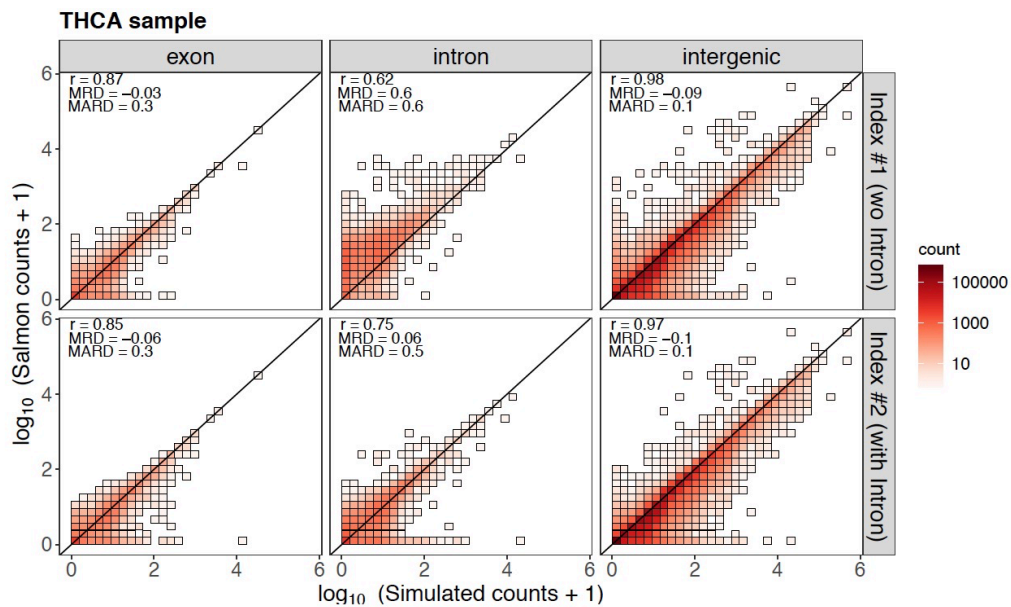 THCA sample
exon
intron
intergenic
6
r = 0.87
MRD = −0.03
MARD = 0.3
r = 0.62
MRD = 0.6
MARD = 0.6
r = 0.98
MRD = −0.09
MARD = 0.1
Index #1 (wo Intron)
4
2
0
6
r = 0.85
MRD = −0.06
MARD = 0.3
r = 0.75
MRD = 0.06
MARD = 0.5
r = 0.97
MRD = −0.1
MARD = 0.1
Index #2 (with Intron)
4
2
0
log10 (Salmon counts + 1)
0 2 4 6 0 2 4 6 0 2 4 6
log10 (Simulated counts + 1)
count
100000
1000
10